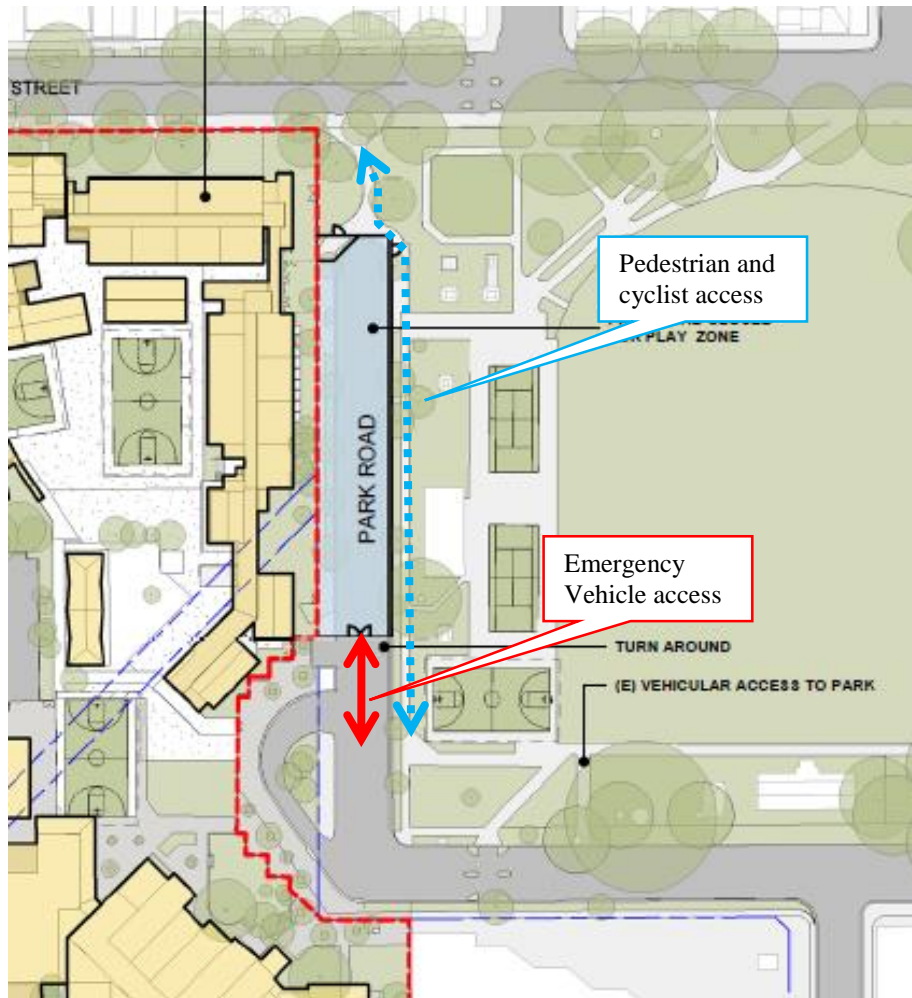 STREET
Pedestrian and
cyclist access
PLAY ZONE
PARK ROAD
Emergency
Vehicle access
TURN AROUND
(E) VEHICULAR ACCESS TO PARK